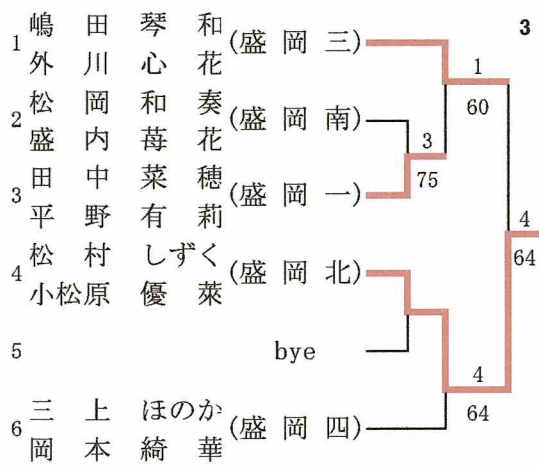 3
1 嶋田琴和 (盛岡三)
外川心花
1
60
2 松岡和奏 (盛岡南)
盛内苺花
3
75
3 田中菜穂 (盛岡一)
平野有莉
4
64
4 松村しずく (盛岡北)
小松原優萊
5 bye
4
64
6 三上ほのか (盛岡四)
岡本綺華